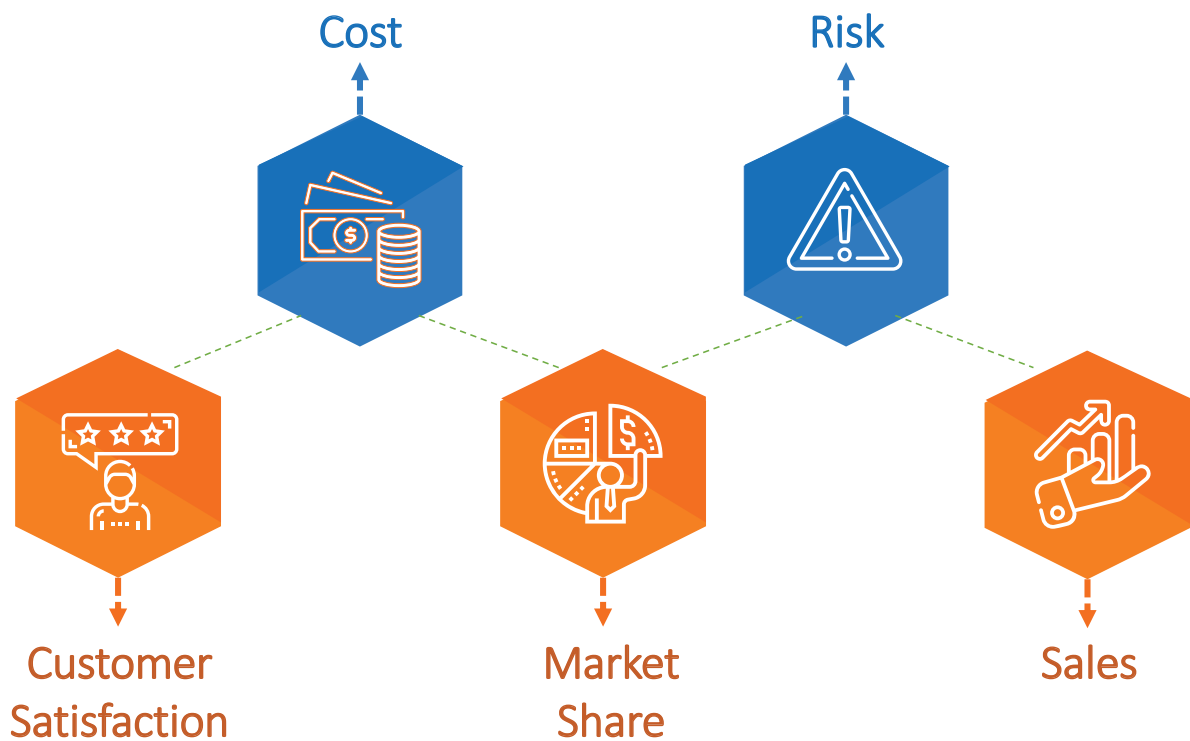 Cost
Risk
$
$
Customer
Satisfaction
Market
Share
Sales